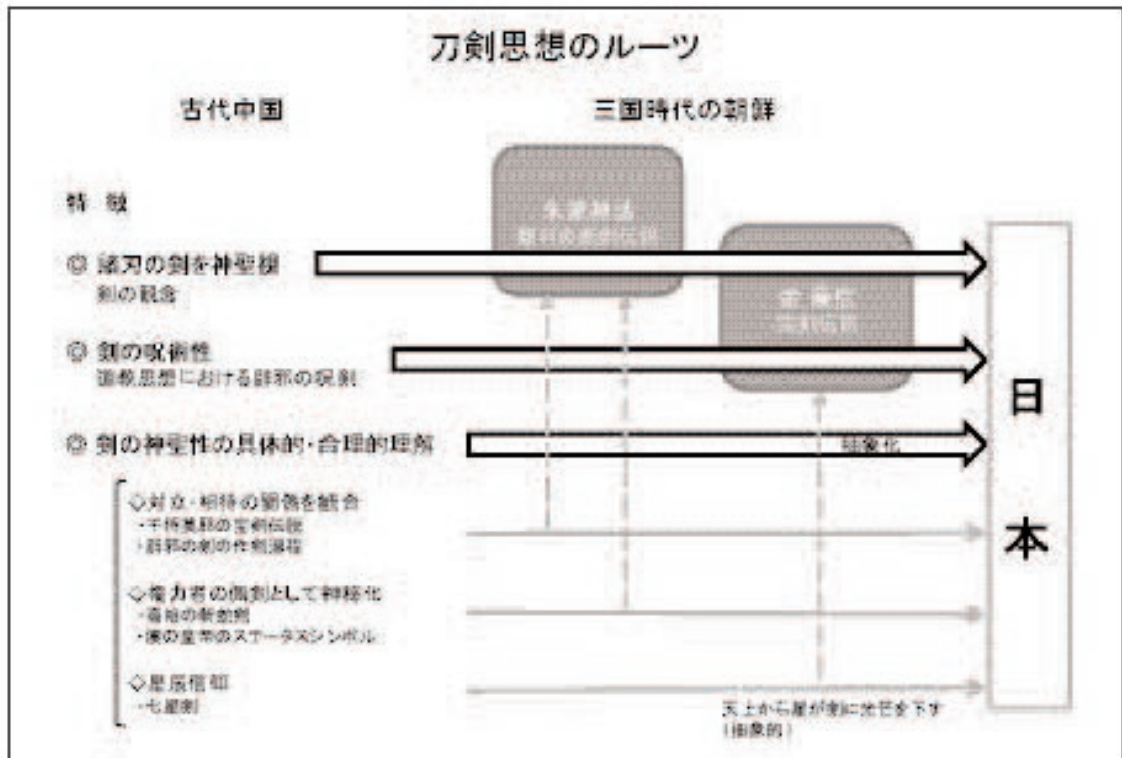 刀剣思想のルーツ
古代中国
三国時代の朝鮮
特 徴
◎ 諸刃の剣を神聖視
剣の観念
◎ 剣の呪術性
道教思想における辟邪の呪剣
◎ 剣の神聖性の具体的・合理的理解
抽象化
◇対立・相待の関係を統合
・干将莫邪の宝剣伝説
・辟邪の剣の作剣過程
◇権力者の佩剣として神秘化
・高祖の斬蛇剣
・漢の皇帝のステータスシンボル
◇星辰信仰
・七星剣
天上から星が剣に光芒を下す
(抽象的)
日
本